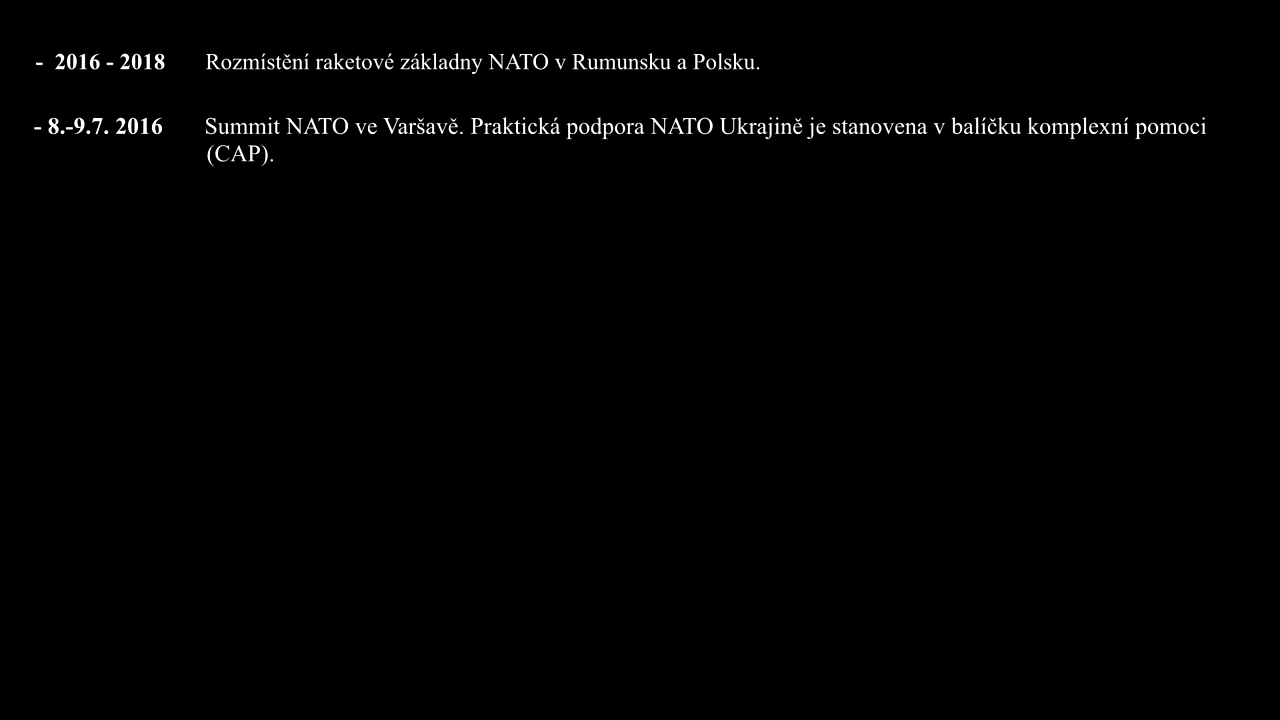 - 2016 - 2018 Rozmístění raketové základny NATO v Rumunsku a Polsku.
- 8.-9.7. 2016 Summit NATO ve Varšavě. Praktická podpora NATO Ukrajině je stanovena v balíčku komplexní pomoci
(CAP).